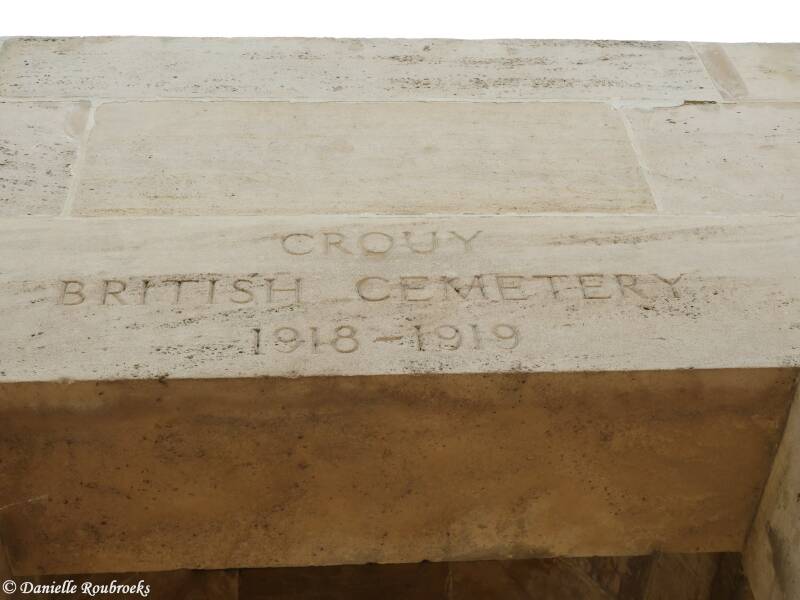 CROUY
BRITISH CEMETERY
1918-1919
© Danielle Roubroeks